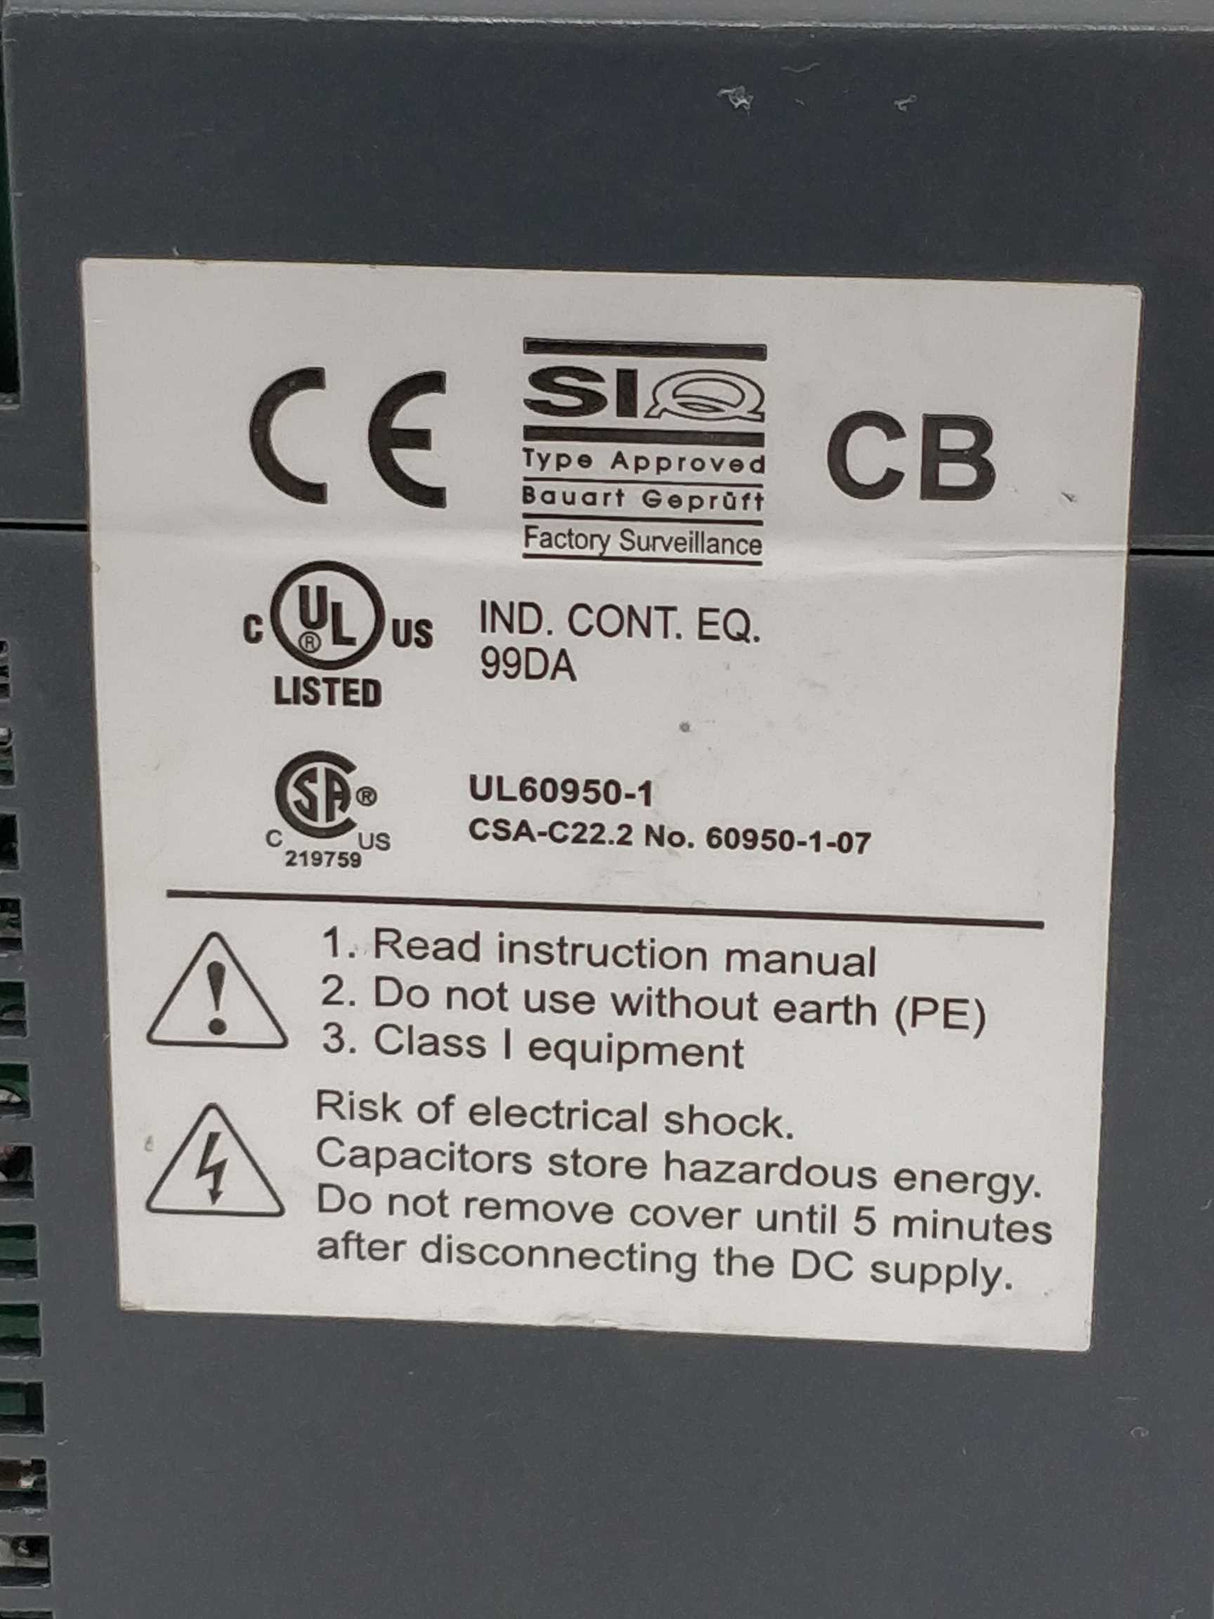 CE
SIQ
Type Approved
Bauart Geprüft
Factory Surveillance
CB
C UL® US
LISTED
IND. CONT. EQ.
99DA
CSA®
C US
219759
UL60950-1
CSA-C22.2 No. 60950-1-07
1. Read instruction manual
2. Do not use without earth (PE)
3. Class I equipment
Risk of electrical shock.
Capacitors store hazardous energy.
Do not remove cover until 5 minutes
after disconnecting the DC supply.